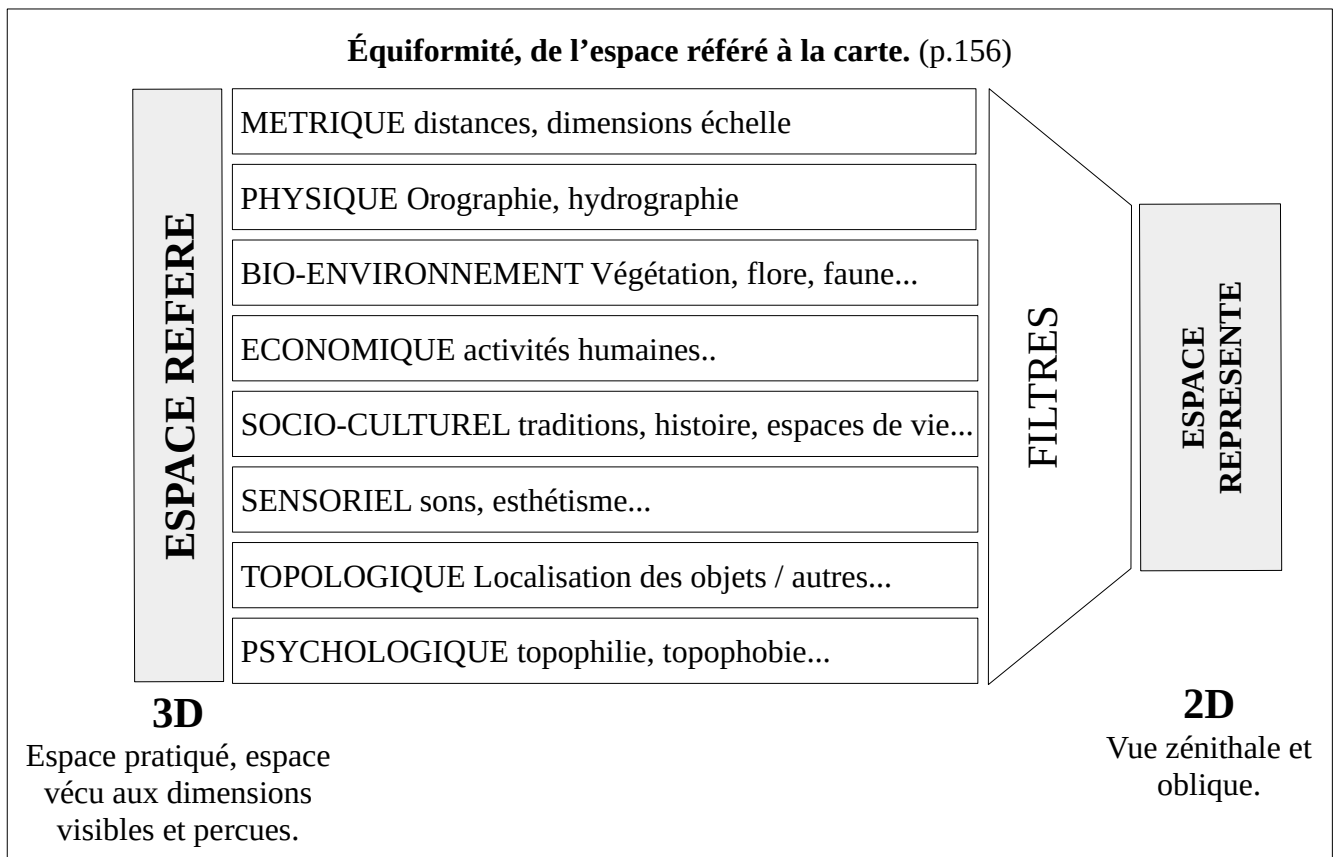 Équiformité, de l’espace référé à la carte. (p.156)
ESPACE REFERE
METRIQUE distances, dimensions échelle
PHYSIQUE Orographie, hydrographie
BIO-ENVIRONNEMENT Végétation, flore, faune...
ECONOMIQUE activités humaines..
SOCIO-CULTUREL traditions, histoire, espaces de vie...
SENSORIEL sons, esthétisme...
TOPOLOGIQUE Localisation des objets / autres...
PSYCHOLOGIQUE topophilie, topophobie...
FILTRES
ESPACE
REPRESENTE
3D
Espace pratiqué, espace
vécu aux dimensions
visibles et percues.
2D
Vue zénithale et
oblique.